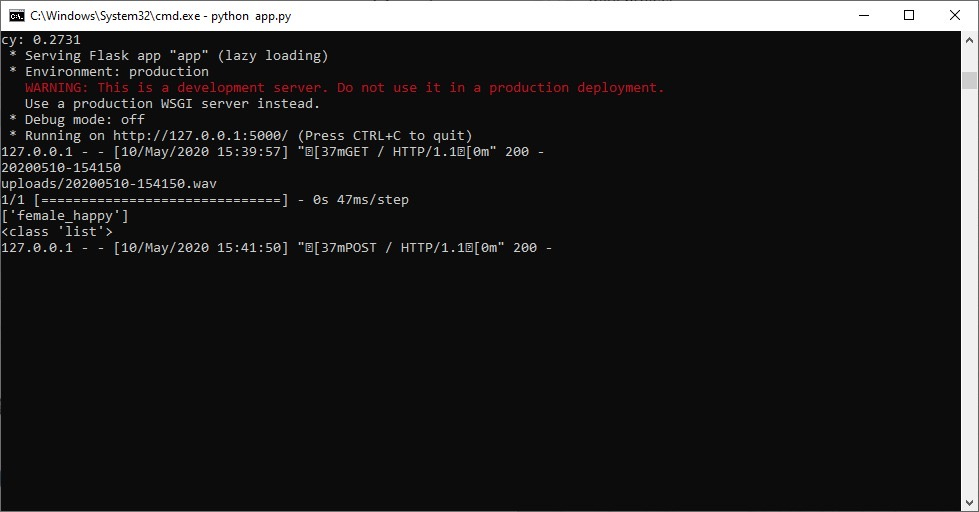 C:\Windows\System32\cmd.exe - python  app.py
cy: 0.2731
 * Serving Flask app "app" (lazy loading)
 * Environment: production
   WARNING: This is a development server. Do not use it in a production deployment.
   Use a production WSGI server instead.
 * Debug mode: off
 * Running on http://127.0.0.1:5000/ (Press CTRL+C to quit)
127.0.0.1 - - [10/May/2020 15:39:57] "[37mGET / HTTP/1.1[0m" 200 -
20200510-154150
uploads/20200510-154150.wav
1/1 [==============================] - 0s 47ms/step
['female_happy']
<class 'list'>
127.0.0.1 - - [10/May/2020 15:41:50] "[37mPOST / HTTP/1.1[0m" 200 -